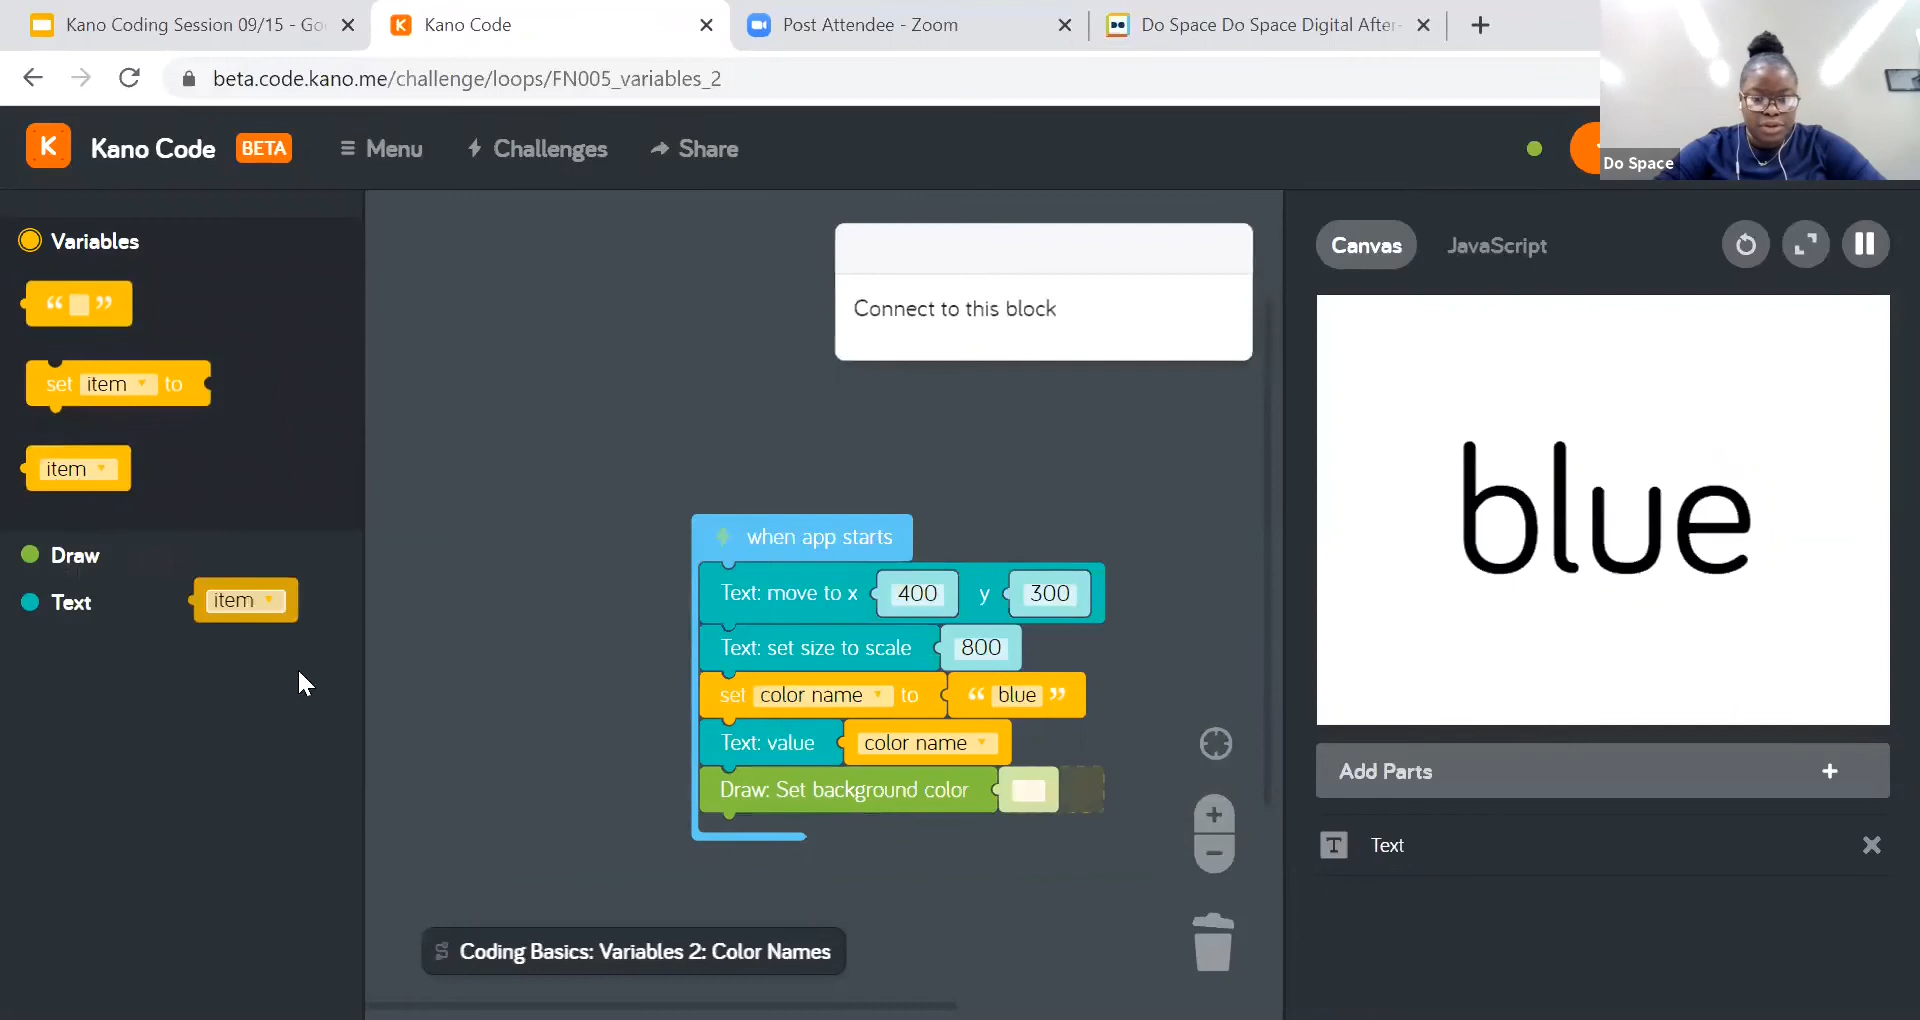 Kano Coding Session 09/15 - Go
Kano Code
Post Attendee - Zoom
Do Space Do Space Digital After-
beta.code.kano.me/challenge/loops/FN005_variables_2
K
Kano Code
BETA
Menu
Challenges
Share
Do Space
Variables
“ ”
set item to
item
Draw
Text
item
Connect to this block
when app starts
Text: move to x 400 y 300
Text: set size to scale 800
set color name to “ blue ”
Text: value color name
Draw: Set background color
Coding Basics: Variables 2: Color Names
Canvas
JavaScript
blue
Add Parts +
T Text